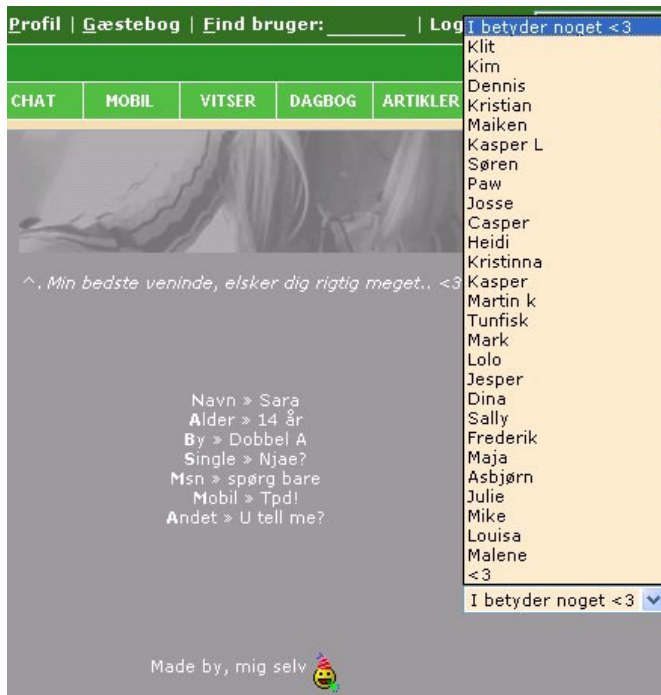 Profil | Gæstebog | Find bruger: | Log
CHAT MOBIL VITSER DAGBOG ARTIKLER
^. Min bedste veninde, elsker dig rigtig meget.. <3
Navn » Sara
Alder » 14 år
By » Dobbel A
Single » Njae?
Msn » spørg bare
Mobil » Tpd!
Andet » U tell me?
Made by, mig selv
I betyder noget <3
Klit
Kim
Dennis
Kristian
Maiken
Kasper L
Søren
Paw
Josse
Casper
Heidi
Kristinna
Kasper
Martin k
Tunfisk
Mark
Lolo
Jesper
Dina
Sally
Frederik
Maja
Asbjørn
Julie
Mike
Louisa
Malene
<3
I betyder noget <3